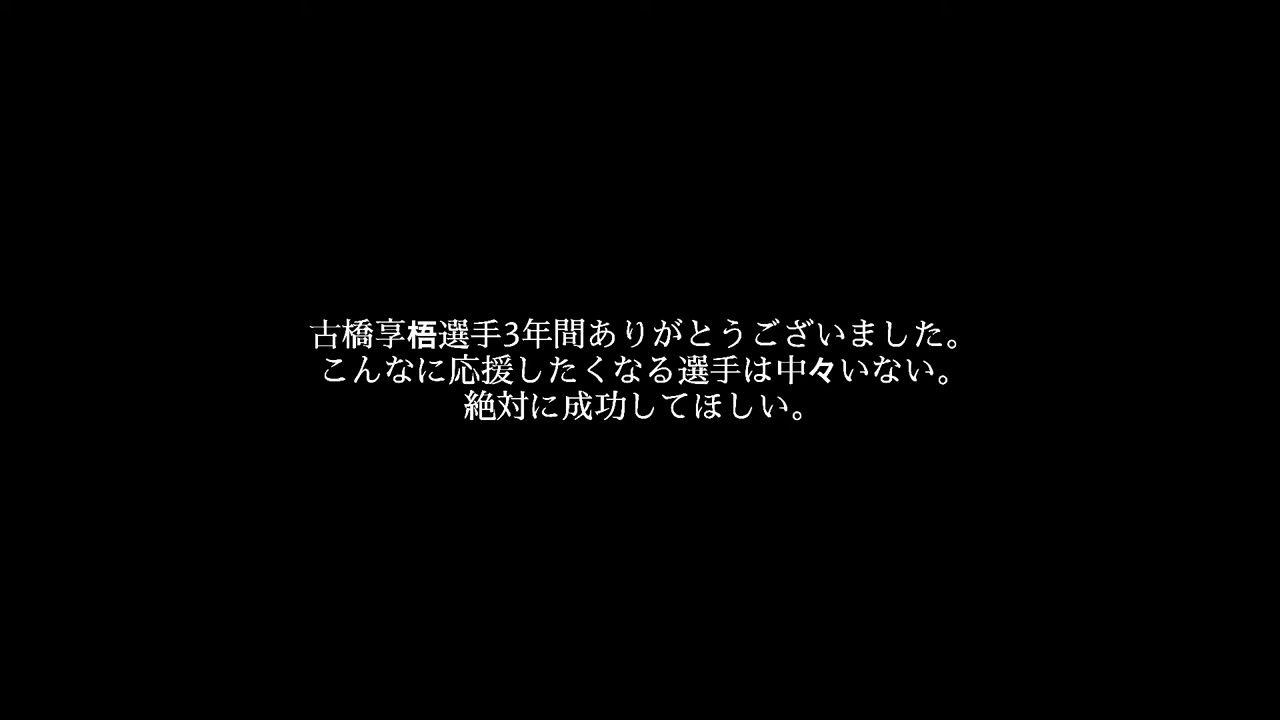 古橋享梧選手3年間ありがとうございました。
こんなに応援したくなる選手は中々いない。
絶対に成功してほしい。